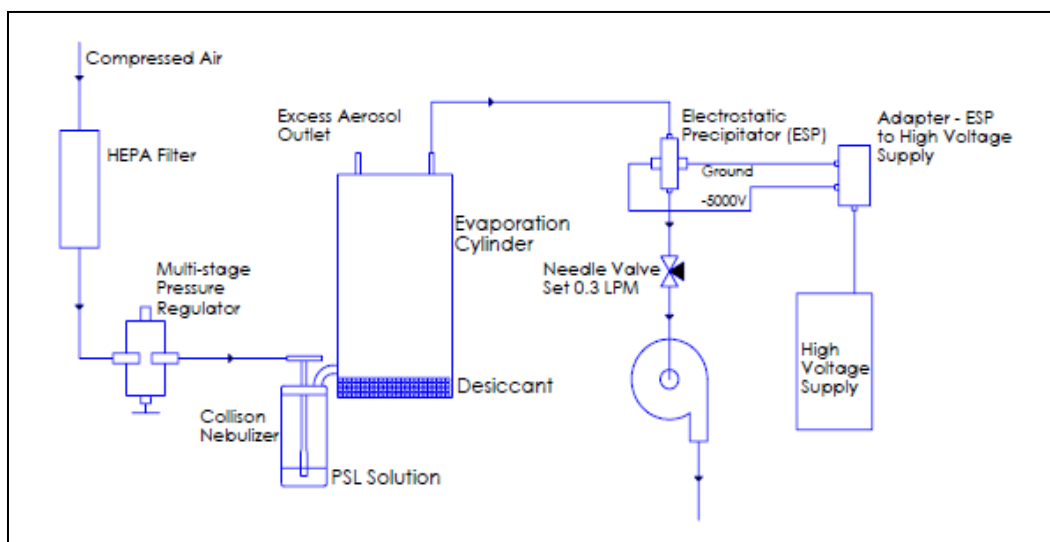 Compressed Air
HEPA Filter
Multi-stage
Pressure
Regulator
Collison
Nebulizer
PSL Solution
Excess Aerosol
Outlet
Evaporation
Cylinder
Desiccant
Electrostatic
Precipitator (ESP)
Ground
-5000V
Needle Valve
Set 0.3 LPM
Adapter - ESP
to High Voltage
Supply
High
Voltage
Supply